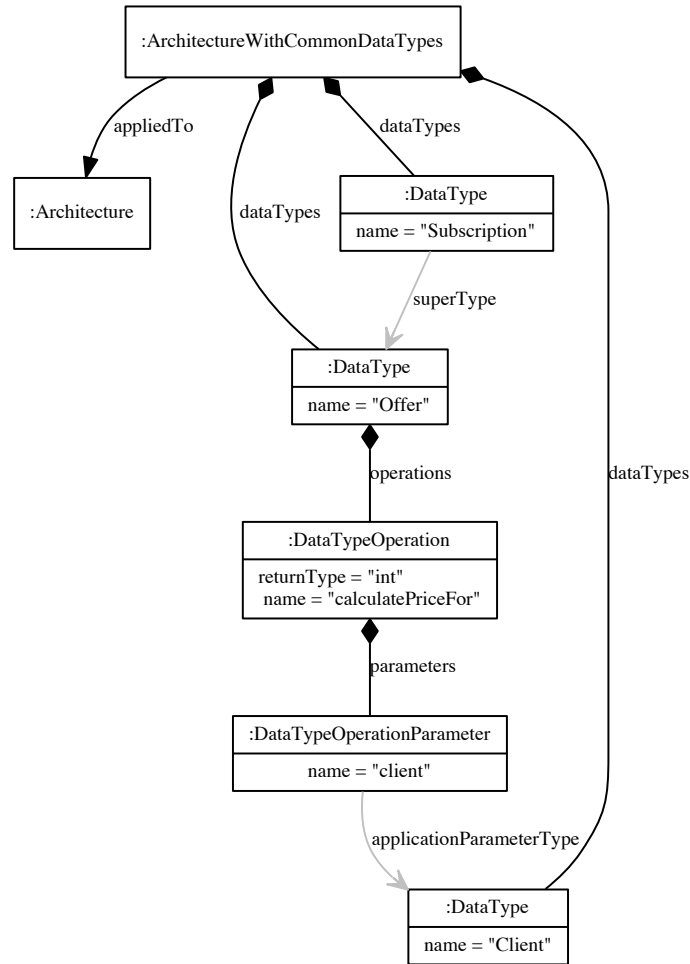 :ArchitectureWithCommonDataTypes
appliedTo
dataTypes
:Architecture
:DataType
name = "Subscription"
dataTypes
superType
:DataType
name = "Offer"
operations
dataTypes
:DataTypeOperation
returnType = "int"
name = "calculatePriceFor"
parameters
:DataTypeOperationParameter
name = "client"
applicationParameterType
:DataType
name = "Client"